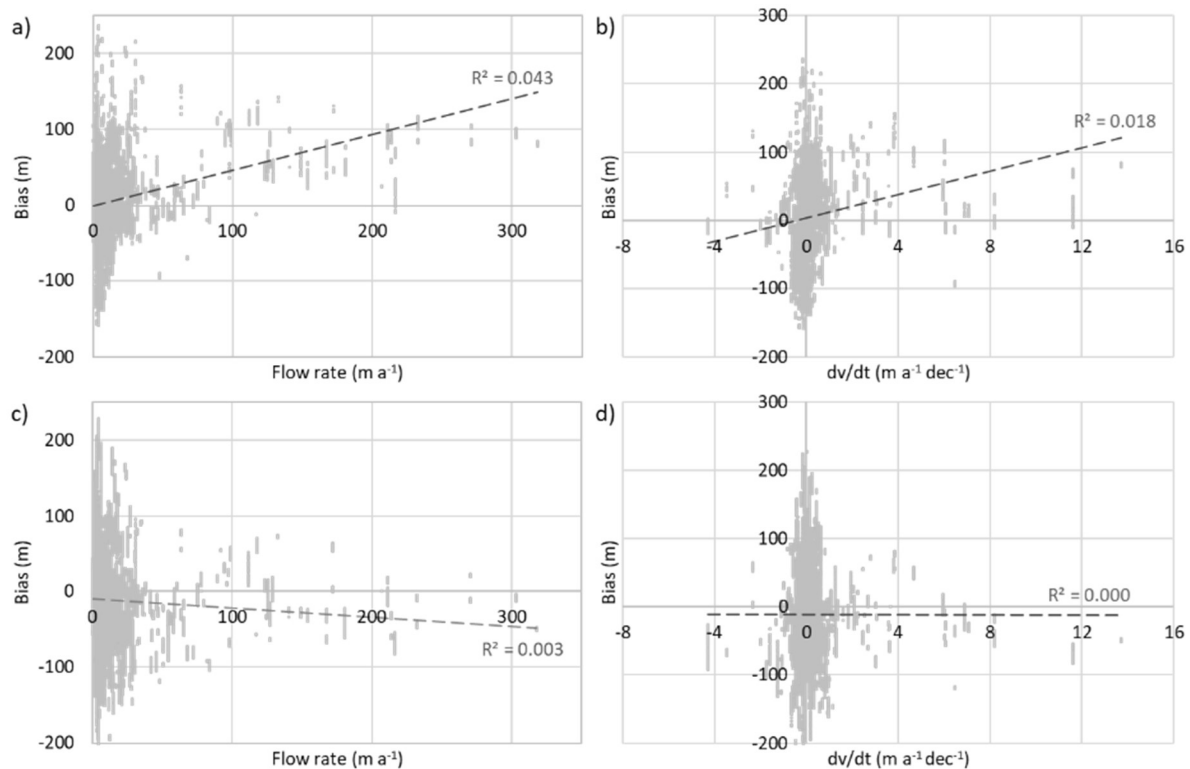 a)
200
100
0
-100
-200
Bias (m)
0
100
200
300
Flow rate (m a⁻¹)
R² = 0.043
b)
300
200
100
0
-100
-200
Bias (m)
-8
-4
0
4
8
12
16
dv/dt (m a⁻¹ dec⁻¹)
R² = 0.018
c)
200
100
0
-100
-200
Bias (m)
0
100
200
300
Flow rate (m a⁻¹)
R² = 0.003
d)
300
200
100
0
-100
-200
Bias (m)
-8
-4
0
4
8
12
16
dv/dt (m a⁻¹ dec⁻¹)
R² = 0.000